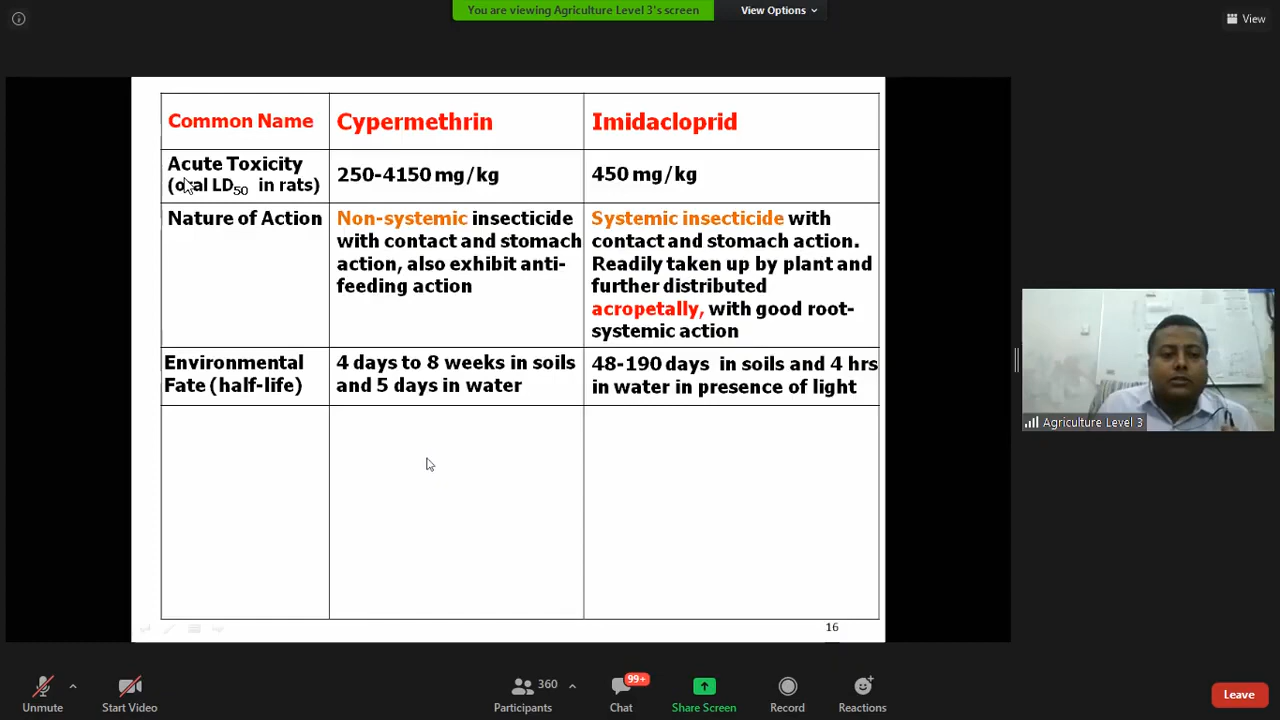 You are viewing Agriculture Level 3's screen
View Options
View
Common Name
Cypermethrin
Imidacloprid
Acute Toxicity
(oral LD50 in rats)
250-4150 mg/kg
450 mg/kg
Nature of Action
Non-systemic insecticide
with contact and stomach
action, also exhibit anti-
feeding action
Systemic insecticide with
contact and stomach action.
Readily taken up by plant and
further distributed
acropetally, with good root-
systemic action
Environmental
Fate (half-life)
4 days to 8 weeks in soils
and 5 days in water
48-190 days in soils and 4 hrs
in water in presence of light
16
Agriculture Level 3
Unmute
Start Video
360
Participants
99+
Chat
Share Screen
Record
Reactions
Leave